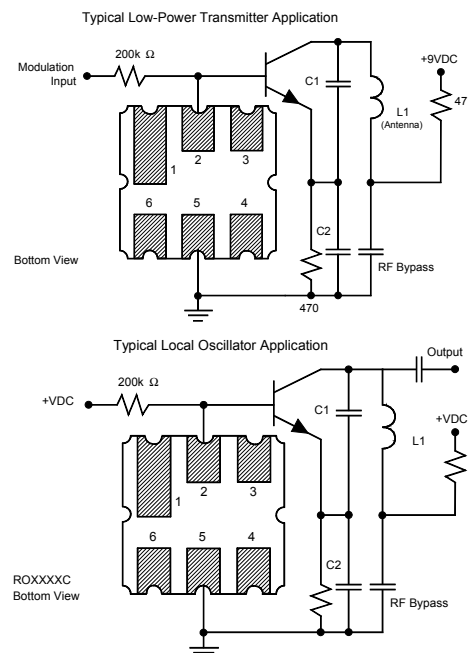 Typical Low-Power Transmitter Application
Modulation
Input
200k Ω
C1
+9VDC
47
L1
(Antenna)
1
2
3
6
5
4
C2
Bottom View
RF Bypass
470
Typical Local Oscillator Application
Output
200k Ω
+VDC
C1
+VDC
L1
1
2
3
6
5
4
C2
ROXXXXC
Bottom View
RF Bypass